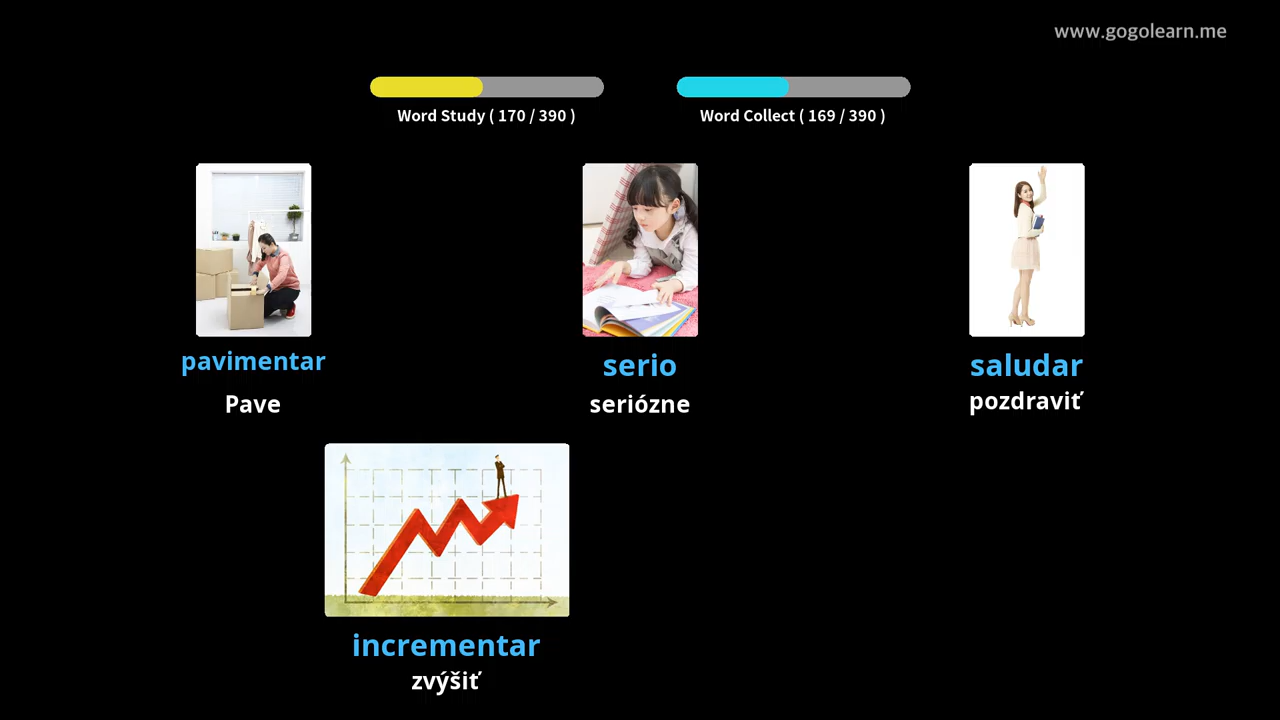 www.gogolearn.me
Word Study ( 170 / 390 )
Word Collect ( 169 / 390 )
pavimentar
Pave
serio
seriózne
saludar
pozdraviť
incrementar
zvýšiť